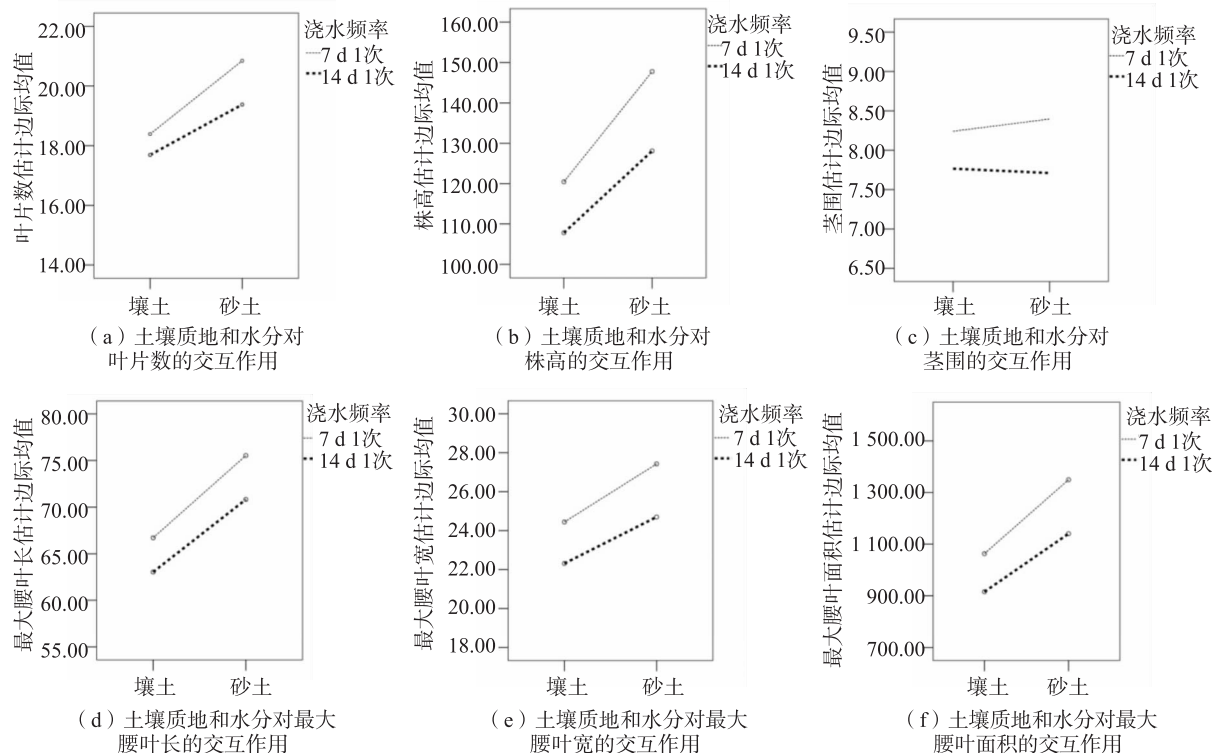 叶片数估计边际均值
22.00
20.00
18.00
16.00
14.00
壤土 砂土
浇水频率
7 d 1次
14 d 1次
(a)土壤质地和水分对
叶片数的交互作用
株高估计边际均值
160.00
150.00
140.00
130.00
120.00
110.00
100.00
壤土 砂土
浇水频率
7 d 1次
14 d 1次
(b)土壤质地和水分对
株高的交互作用
茎围估计边际均值
9.50
9.00
8.50
8.00
7.50
7.00
6.50
壤土 砂土
浇水频率
7 d 1次
14 d 1次
(c)土壤质地和水分对
茎围的交互作用
最大腰叶长估计边际均值
80.00
75.00
70.00
65.00
60.00
55.00
壤土 砂土
浇水频率
7 d 1次
14 d 1次
(d)土壤质地和水分对最大
腰叶长的交互作用
最大腰叶宽估计边际均值
30.00
28.00
26.00
24.00
22.00
20.00
18.00
壤土 砂土
浇水频率
7 d 1次
14 d 1次
(e)土壤质地和水分对最大
腰叶宽的交互作用
最大腰叶面积估计边际均值
1 500.00
1300.00
1100.00
900.00
700.00
壤土 砂土
浇水频率
7 d 1次
14 d 1次
(f)土壤质地和水分对最大
腰叶面积的交互作用